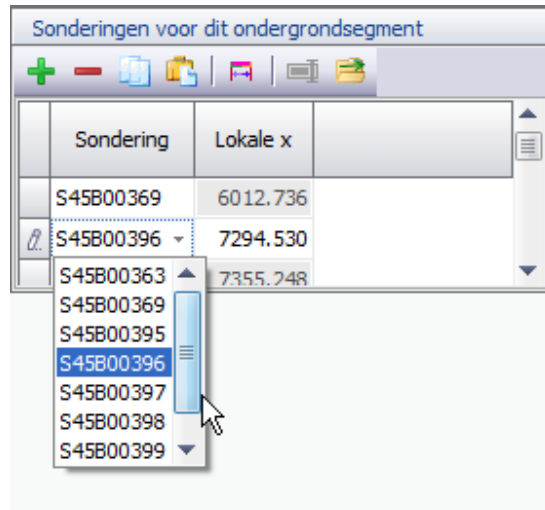 Sonderingen voor dit ondergrondsegment
Sondering Lokale x
S45B00369 6012.736
S45B00396 7294.530
7355.248
S45B00363
S45B00369
S45B00395
S45B00396
S45B00397
S45B00398
S45B00399